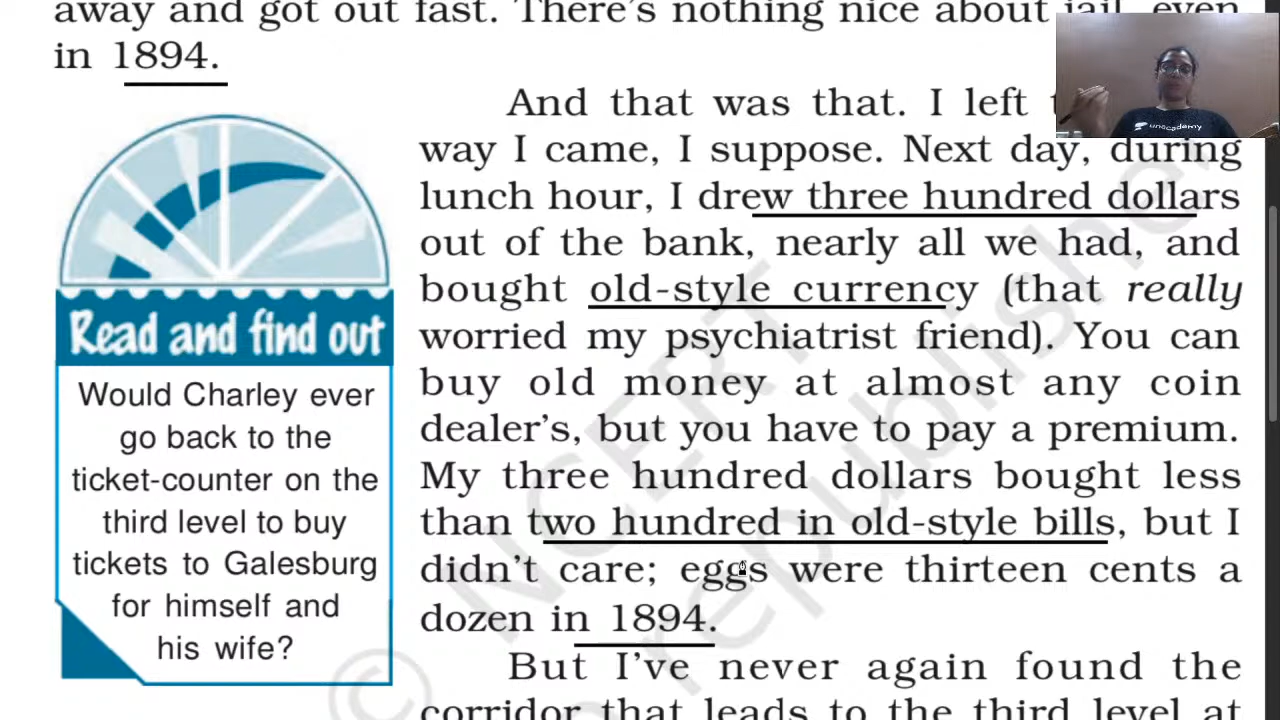 away and got out fast. There's nothing nice about jail, even
in 1894.
And that was that. I left
way I came, I suppose. Next day, during
lunch hour, I drew three hundred dollars
out of the bank, nearly all we had, and
bought old-style currency (that really
worried my psychiatrist friend). You can
buy old money at almost any coin
dealer's, but you have to pay a premium.
My three hundred dollars bought less
than two hundred in old-style bills, but I
didn't care; eggs were thirteen cents a
dozen in 1894.
But I've never again found the
corridor that leads to the third level at
Read and find out
Would Charley ever
go back to the
ticket-counter on the
third level to buy
tickets to Galesburg
for himself and
his wife?
unacademy
© NCERT
republished